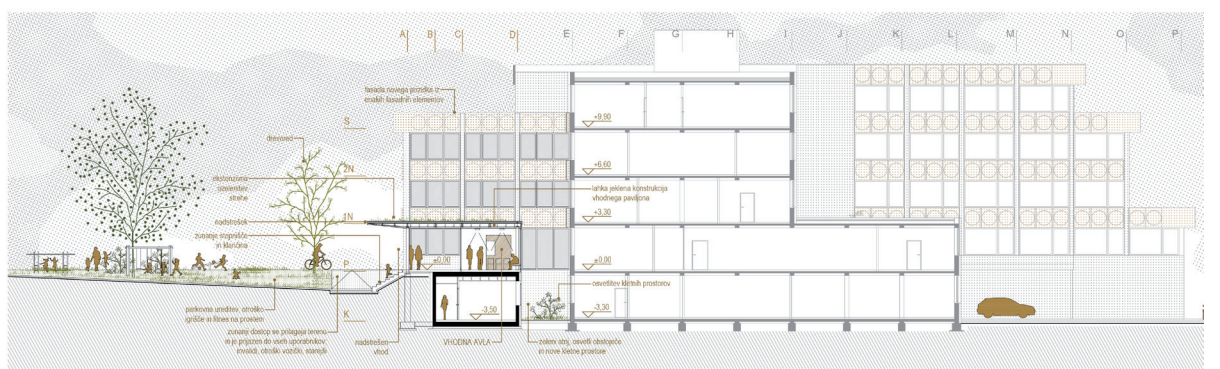 A B C D E F G H I J K L M N O P
fasada novega prizidka iz
enakih fasadnih elementov
S
+9,90
drevored
2N
+6,60
ekstenzivna
ozelenitev
strehe
lahka jeklena konstrukcija
vhodnega paviljona
nadstrešek
1N
+3,30
zunanje stopnišče
in klančina
P
±0,00
±0,00
osvetlitev kletnih prostorov
parkovna ureditev, otroško
igrišče in fitnes na prostem
K
-3,50
-3,30
zunanji dostop se prilagaja terenu
in je prijazen do vseh uporabnikov:
invalidi, otroški vozički, starejši
nadstrešen
vhod
VHODNA AVLA
zeleni atrij, osvetli obstoječe
in nove kletne prostore